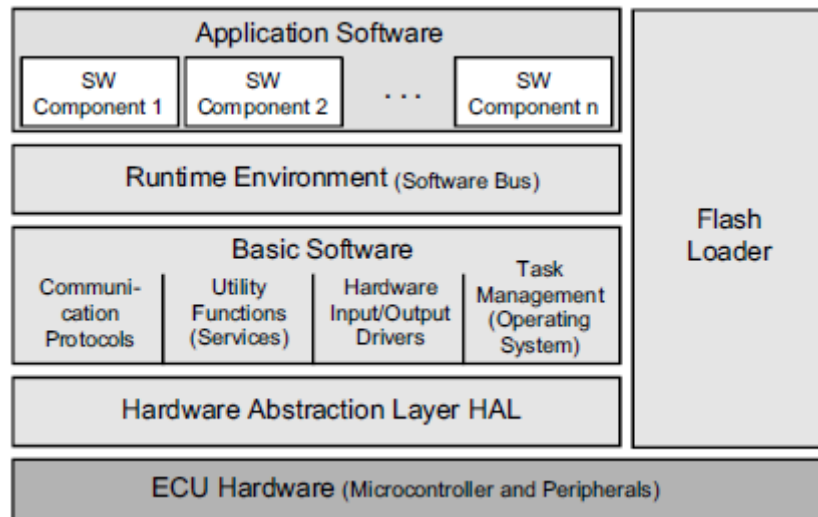 Application Software
SW
Component 1
SW
Component 2
. . .
SW
Component n
Runtime Environment (Software Bus)
Basic Software
Communi-
cation
Protocols
Utility
Functions
(Services)
Hardware
Input/Output
Drivers
Task
Management
(Operating
System)
Hardware Abstraction Layer HAL
Flash
Loader
ECU Hardware (Microcontroller and Peripherals)